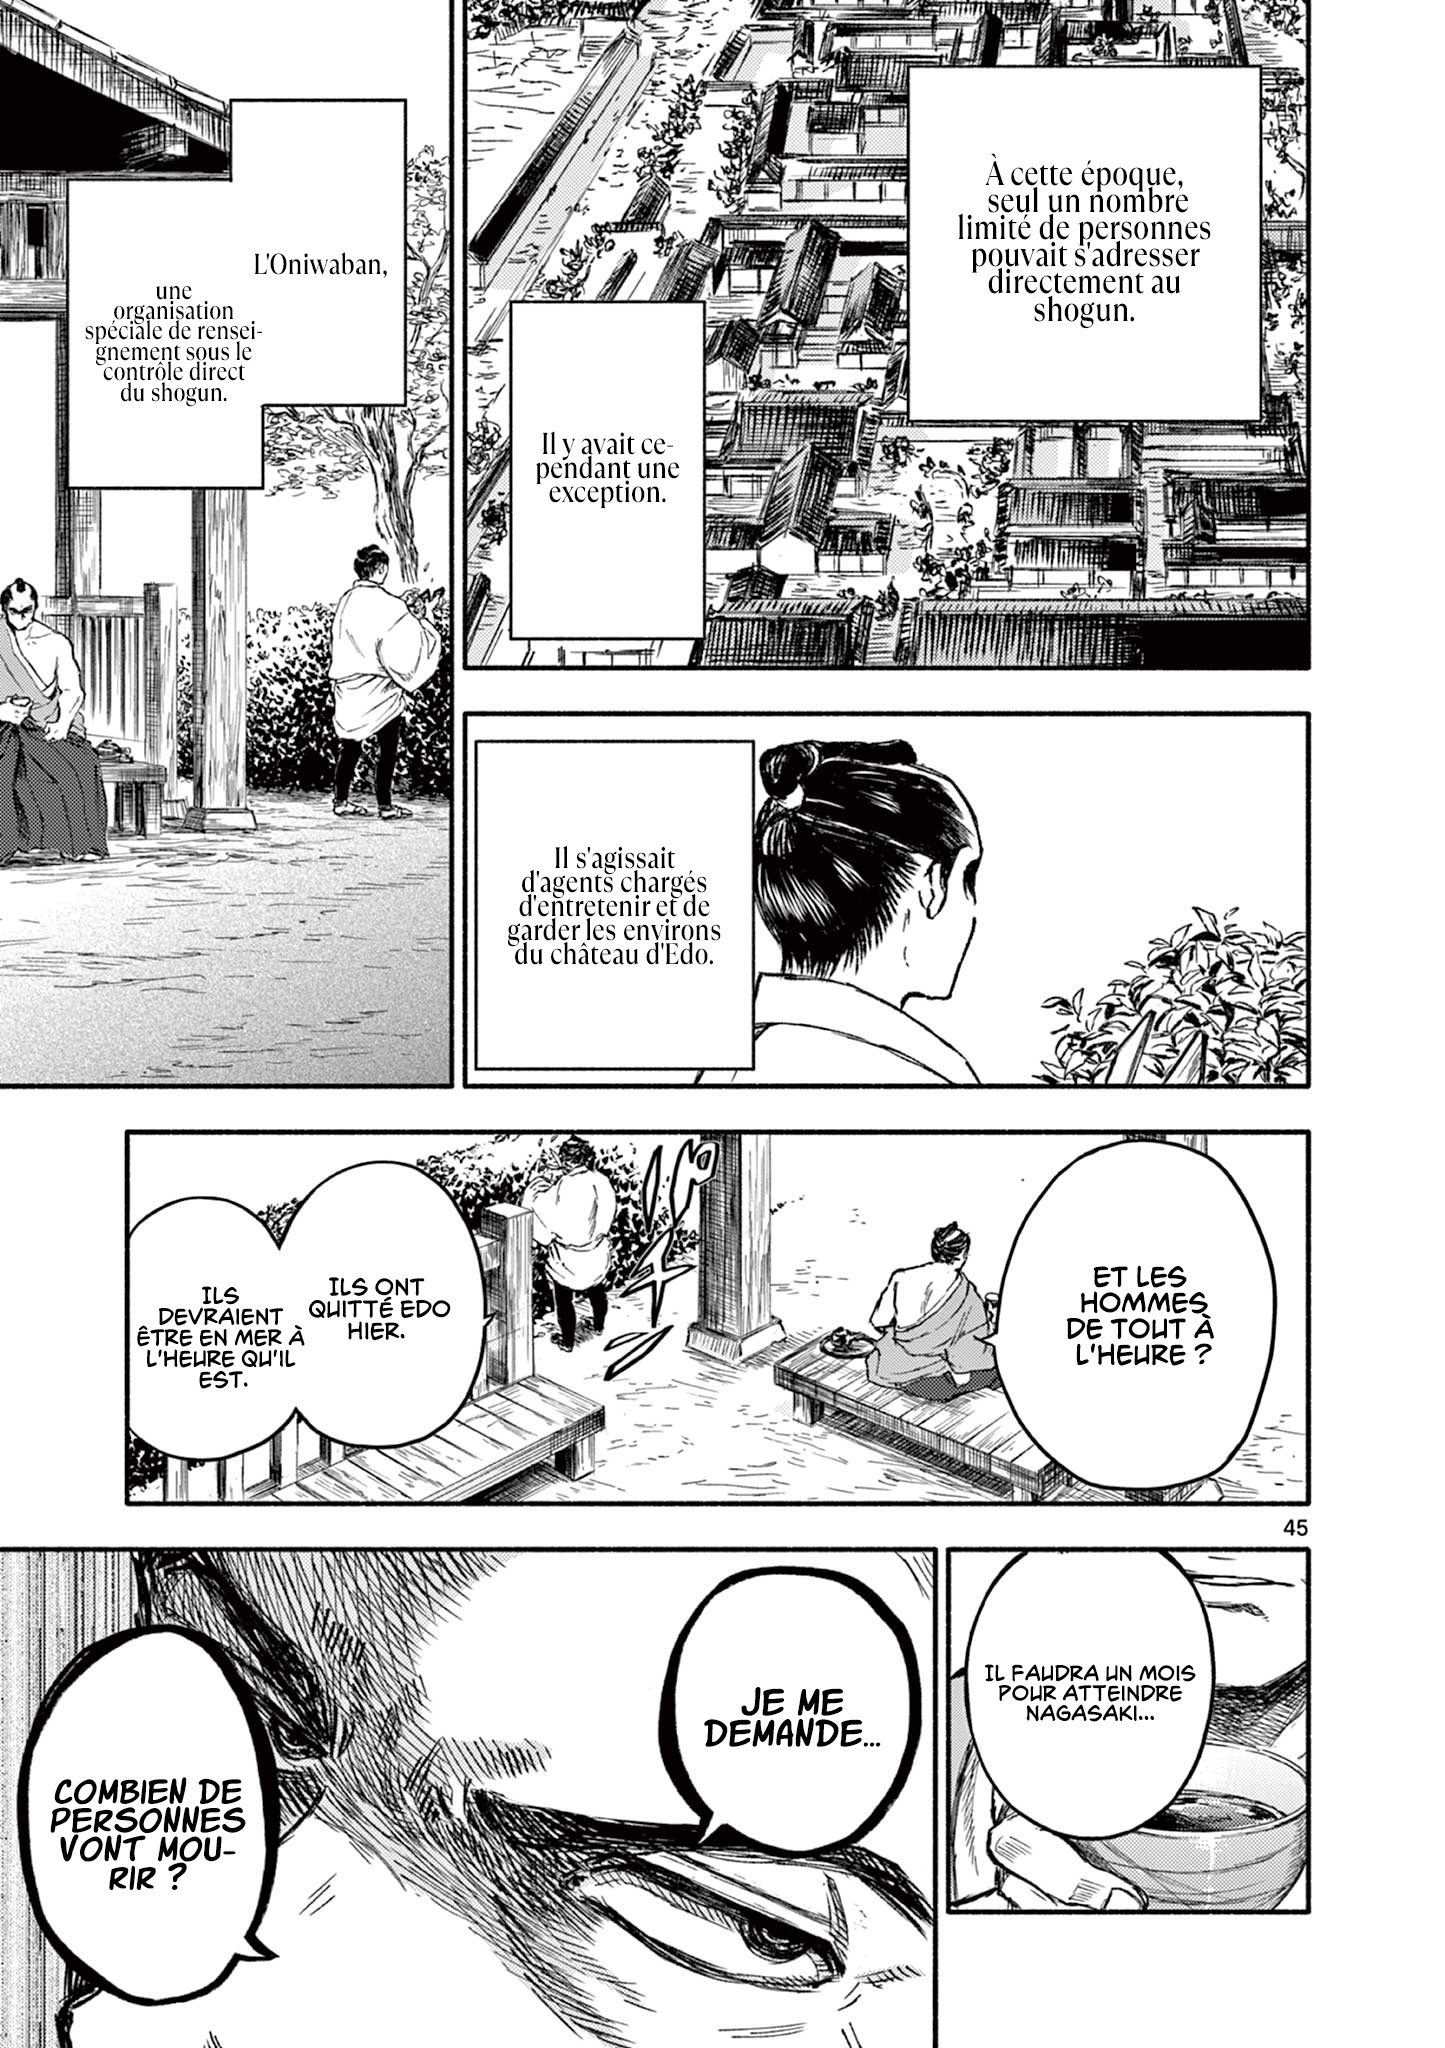 À cette époque,
seul un nombre
limité de personnes
pouvait s'adresser
directement au
shogun.
Il y avait ce-
pendant une
exception.
Il s'agissait
d'agents chargés
d'entretenir et de
garder les environs
du château d'Edo.
L'Oniwaban,
une
organisation
spéciale de rensei-
gnement sous le
contrôle direct
du shogun.
ET LES
HOMMES
DE TOUT À
L'HEURE ?
パチ
パチ
ILS ONT
QUITTÉ EDO
HIER.
ILS
DEVRAIENT
ÊTRE EN MER À
L'HEURE QU'IL
EST.
45
IL FAUDRA UN MOIS
POUR ATTEINDRE
NAGASAKI...
JE ME
DEMANDE...
COMBIEN DE
PERSONNES
VONT MOU-
RIR ?